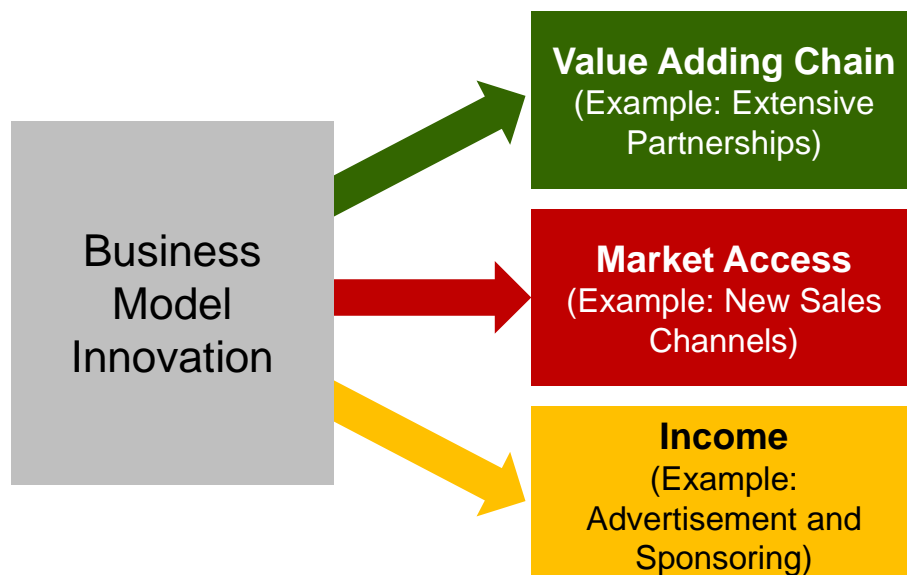 Business
Model
Innovation
Value Adding Chain
(Example: Extensive
Partnerships)
Market Access
(Example: New Sales
Channels)
Income
(Example:
Advertisement and
Sponsoring)